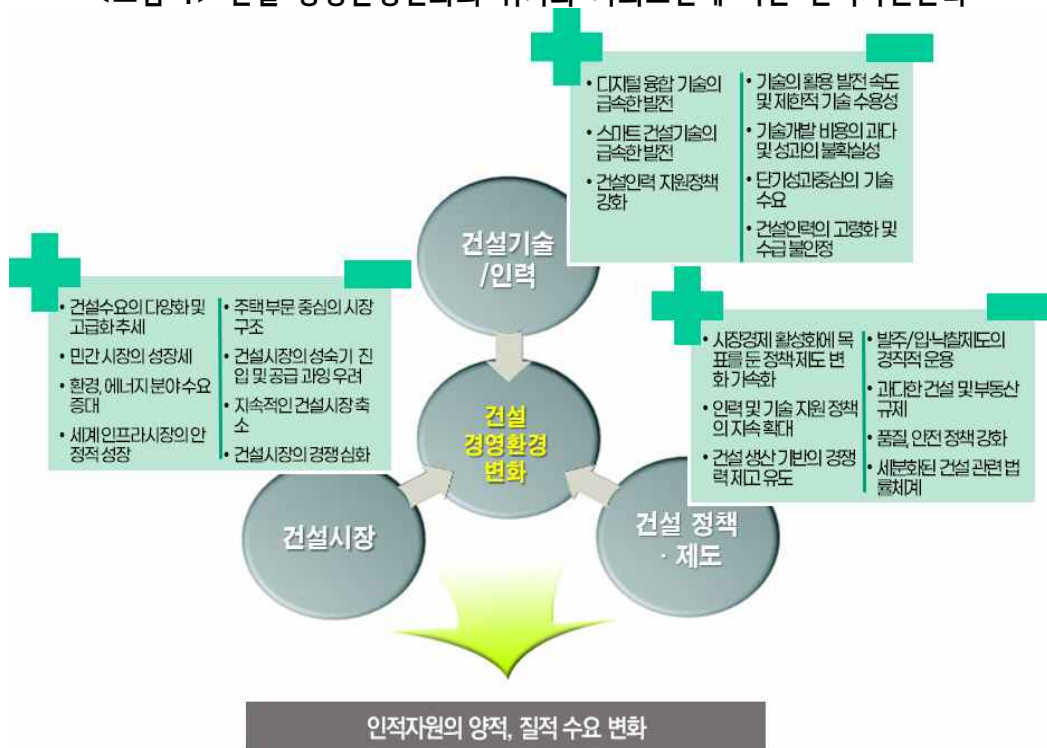 • 디지털 융합 기술의
급속한 발전
• 스마트 건설기술의
급속한 발전
• 건설인력 지원정책
강화
• 기술의 활용 발전 속도
및 제한적 기술 수용성
• 기술개발 비용의 과다
및 성과의 불확실성
• 단기성과중심의 기술
수요
• 건설인력의 고령화 및
수급 불안정
건설기술
/인력
• 건설수요의 다양화 및
고급화 추세
• 민간 시장의 성장세
• 환경, 에너지 분야 수요
증대
• 세계 인프라시장의 안
정적 성장
• 주택 부문 중심의 시장
구조
• 건설시장의 성숙기 진
입 및 공급 과잉 우려
• 지속적인 건설시장 축
소
• 건설시장의 경쟁 심화
• 시장경제 활성화에 목
표를 둔 정책·제도 변
화 가속화
• 인력 및 기술 지원 정책
의 지속 확대
• 건설 생산 기반의 경쟁
력 제고 유도
• 발주/입·낙찰제도의
경직적 운용
• 과다한 건설 및 부동산
규제
• 품질, 안전 정책 강화
• 세분화된 건설 관련 법
률체계
건설
경영환경
변화
건설시장
건설 정책
· 제도
인적자원의 양적, 질적 수요 변화